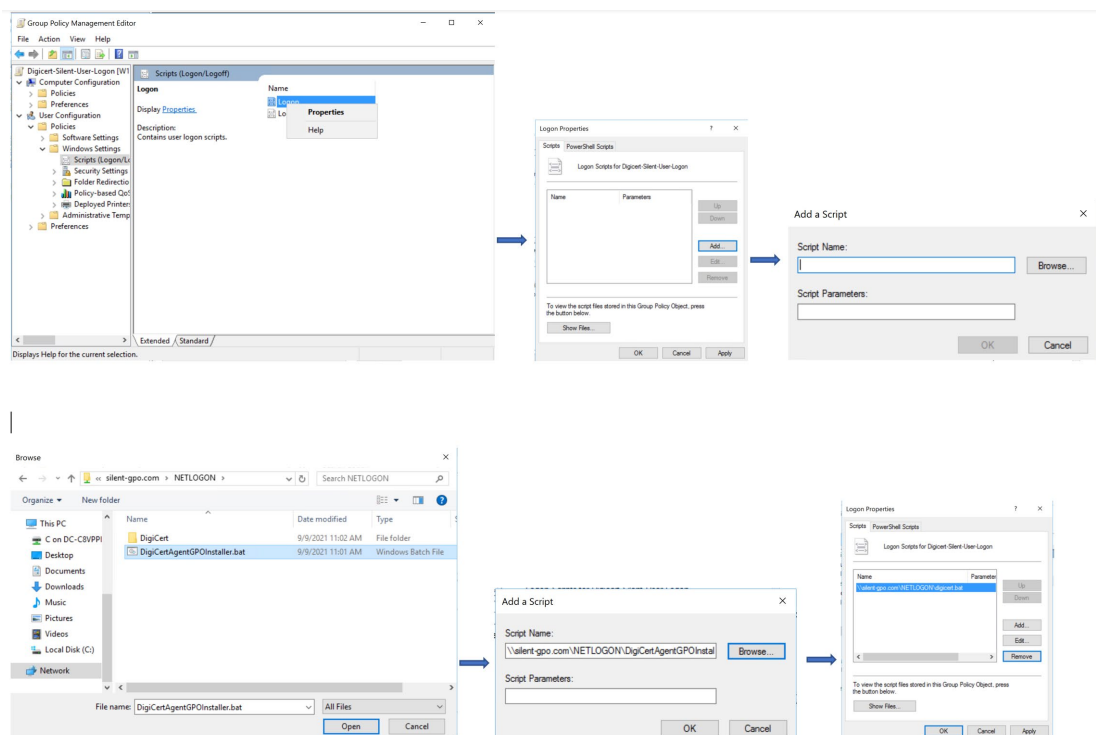 Group Policy Management Editor
File Action View Help
Digicert-Silent-User-Logon [W1
Computer Configuration
Policies
Preferences
User Configuration
Policies
Software Settings
Windows Settings
Scripts (Logon/Lo
Security Settings
Folder Redirectio
Policy-based QoS
Deployed Printers
Administrative Temp
Preferences
Scripts (Logon/Logoff)
Logon
Display Properties
Description:
Contains user logon scripts.
Name
Logon
Lo
Properties
Help
Extended Standard
Displays Help for the current selection.
Logon Properties
Scripts PowerShell Scripts
Logon Scripts for Digicert-Silent-User-Logon
Name Parameters
Up
Down
Add...
Edit...
Remove
To view the script files stored in this Group Policy Object, press
the button below.
Show Files...
OK Cancel Apply
Add a Script
Script Name:
Browse...
Script Parameters:
OK Cancel
Browse
« silent-gpo.com > NETLOGON >
Search NETLOGON
Organize New folder
This PC
C on DC-C8VPPI
Desktop
Documents
Downloads
Music
Pictures
Videos
Local Disk (C:)
Network
Name Date modified Type
DigiCert 9/9/2021 11:02 AM File folder
DigiCertAgentGPOInstaller.bat 9/9/2021 11:01 AM Windows Batch File
File name: DigiCertAgentGPOInstaller.bat
All Files
Open Cancel
Add a Script
Script Name:
\\silent-gpo.com\NETLOGON\DigiCertAgentGPOInstal
Browse...
Script Parameters:
OK Cancel
Logon Properties
Scripts PowerShell Scripts
Logon Scripts for Digicert-Silent-User-Logon
Name Parameter
\\silent-gpo.com\NETLOGON\digicert.bat
Up
Down
Add...
Edit...
Remove
To view the script files stored in this Group Policy Object, press
the button below.
Show Files...
OK Cancel Apply